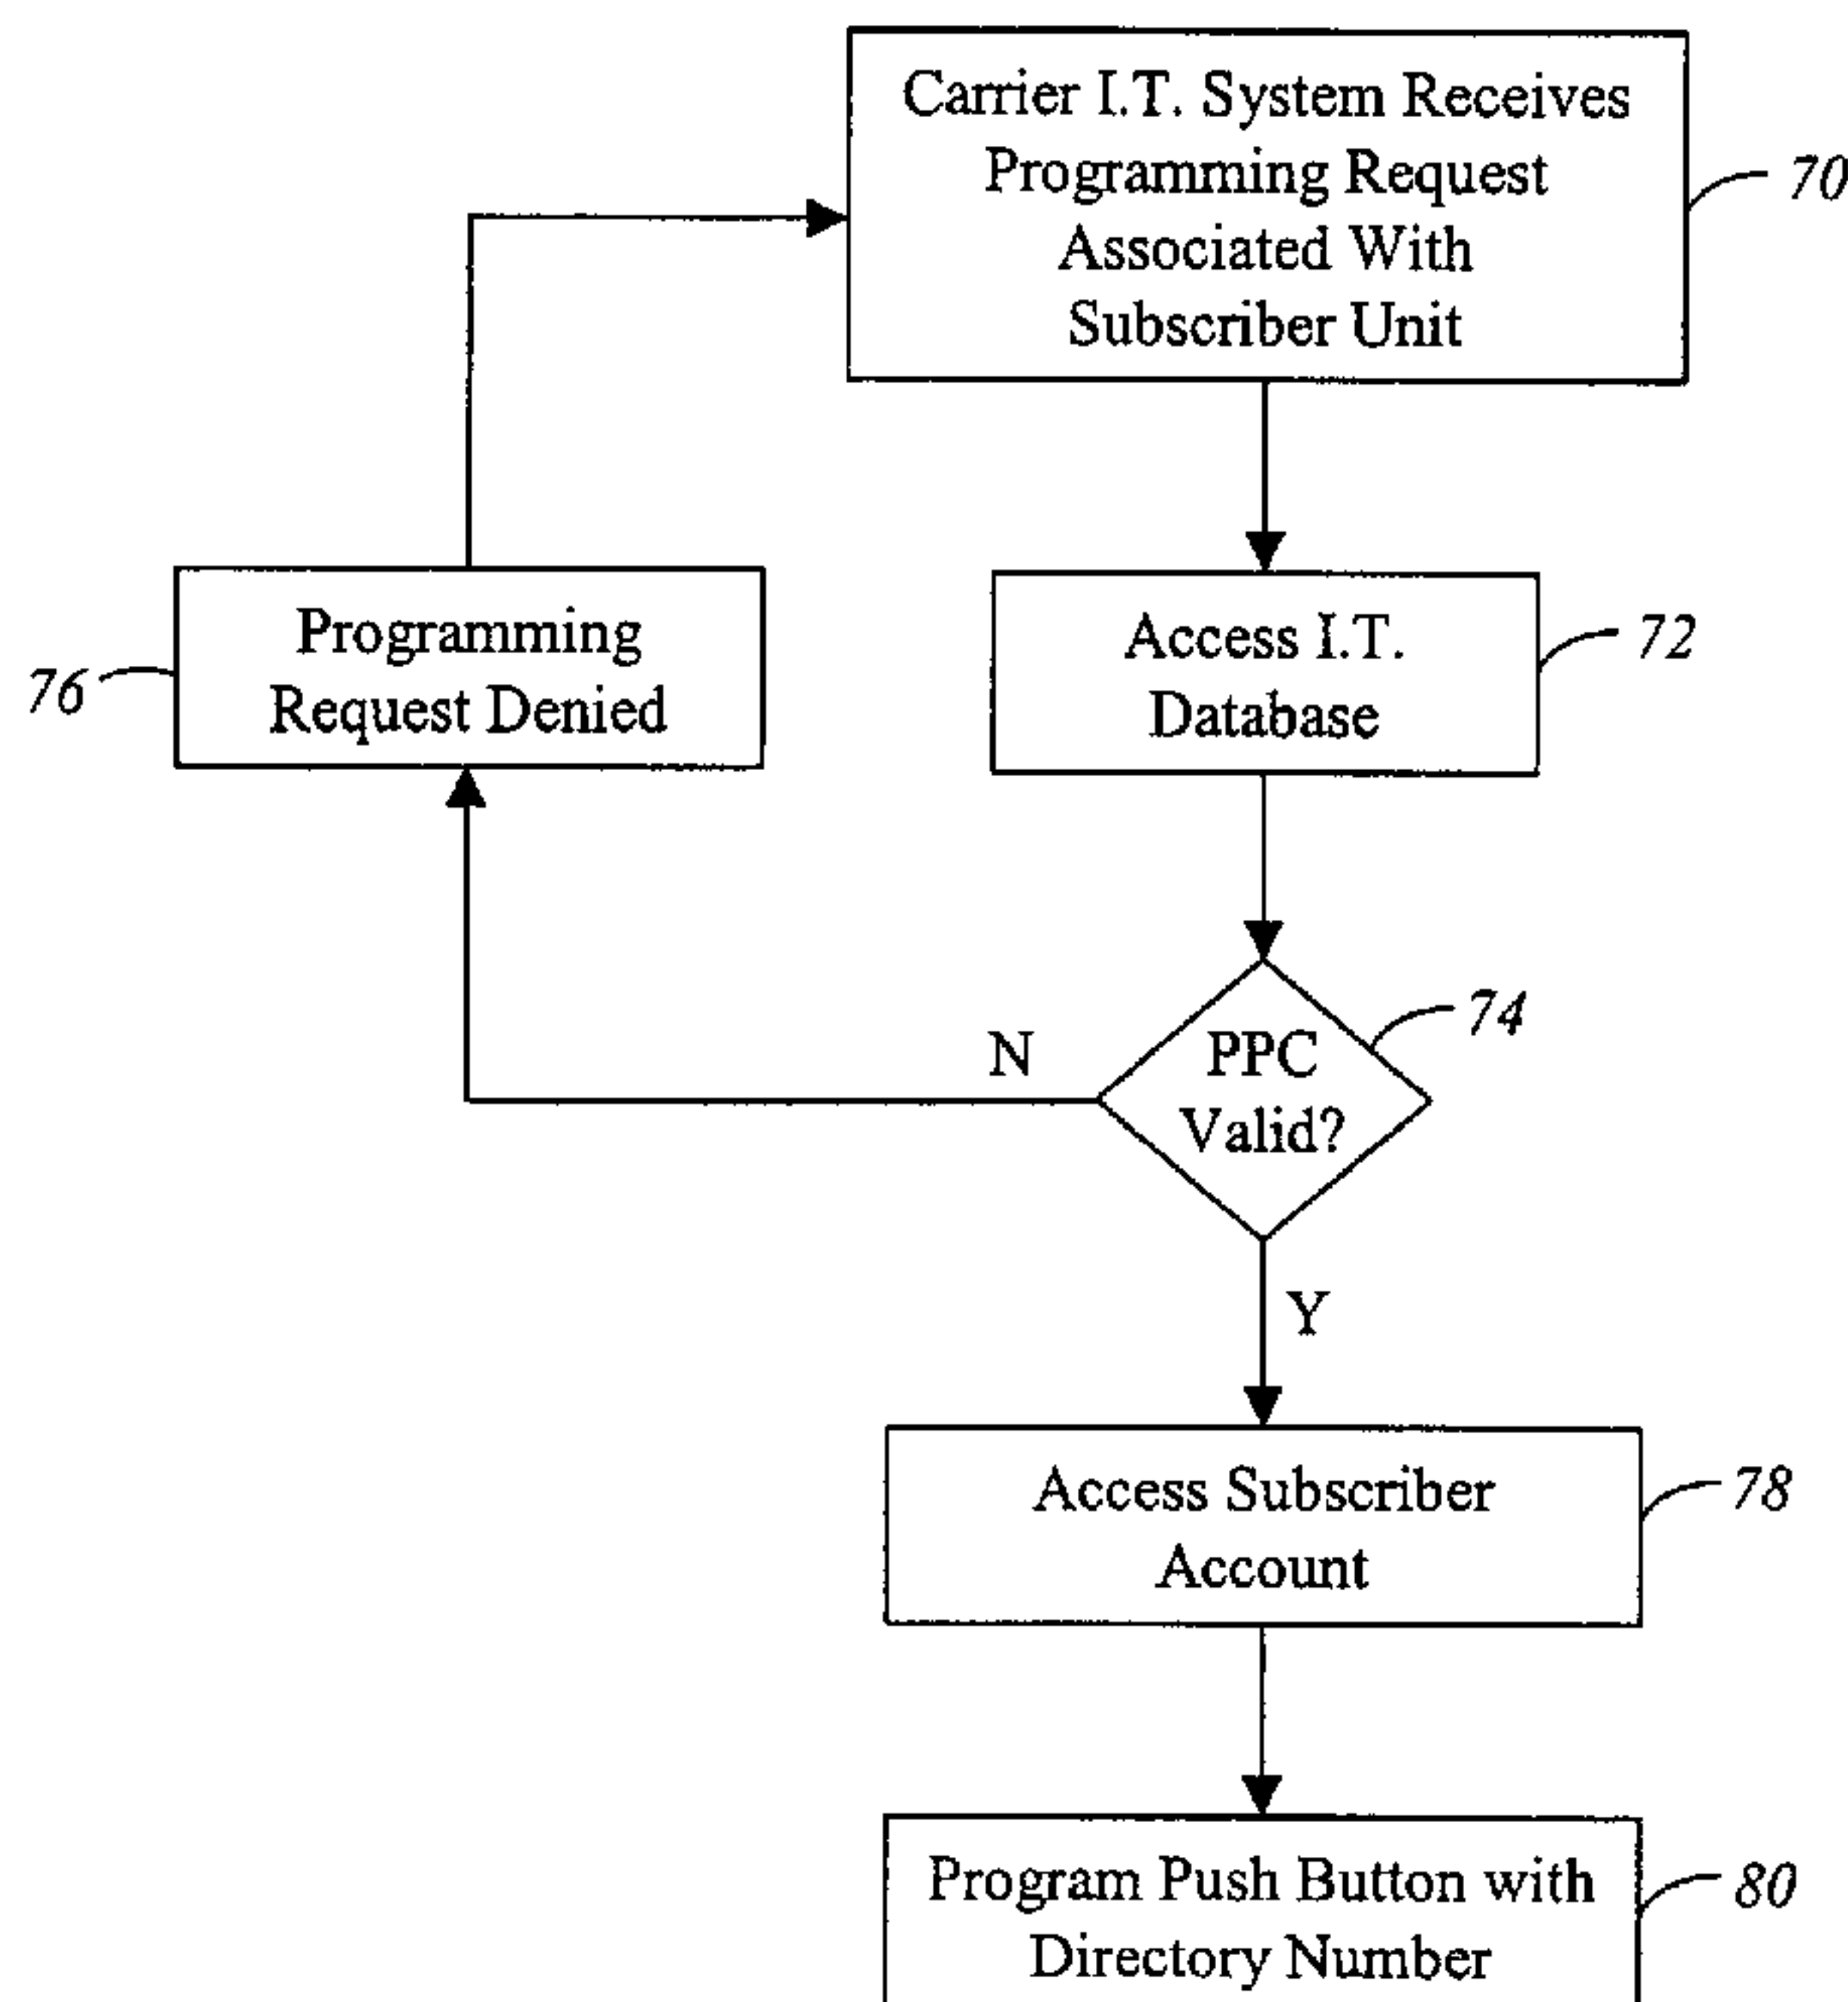 Carrier I.T. System Receives
Programming Request
Associated With
Subscriber Unit
70
Access I.T.
Database
72
Programming
Request Denied
76
PPC
Valid?
74
N
Y
Access Subscriber
Account
78
Program Push Button with
Directory Number
80